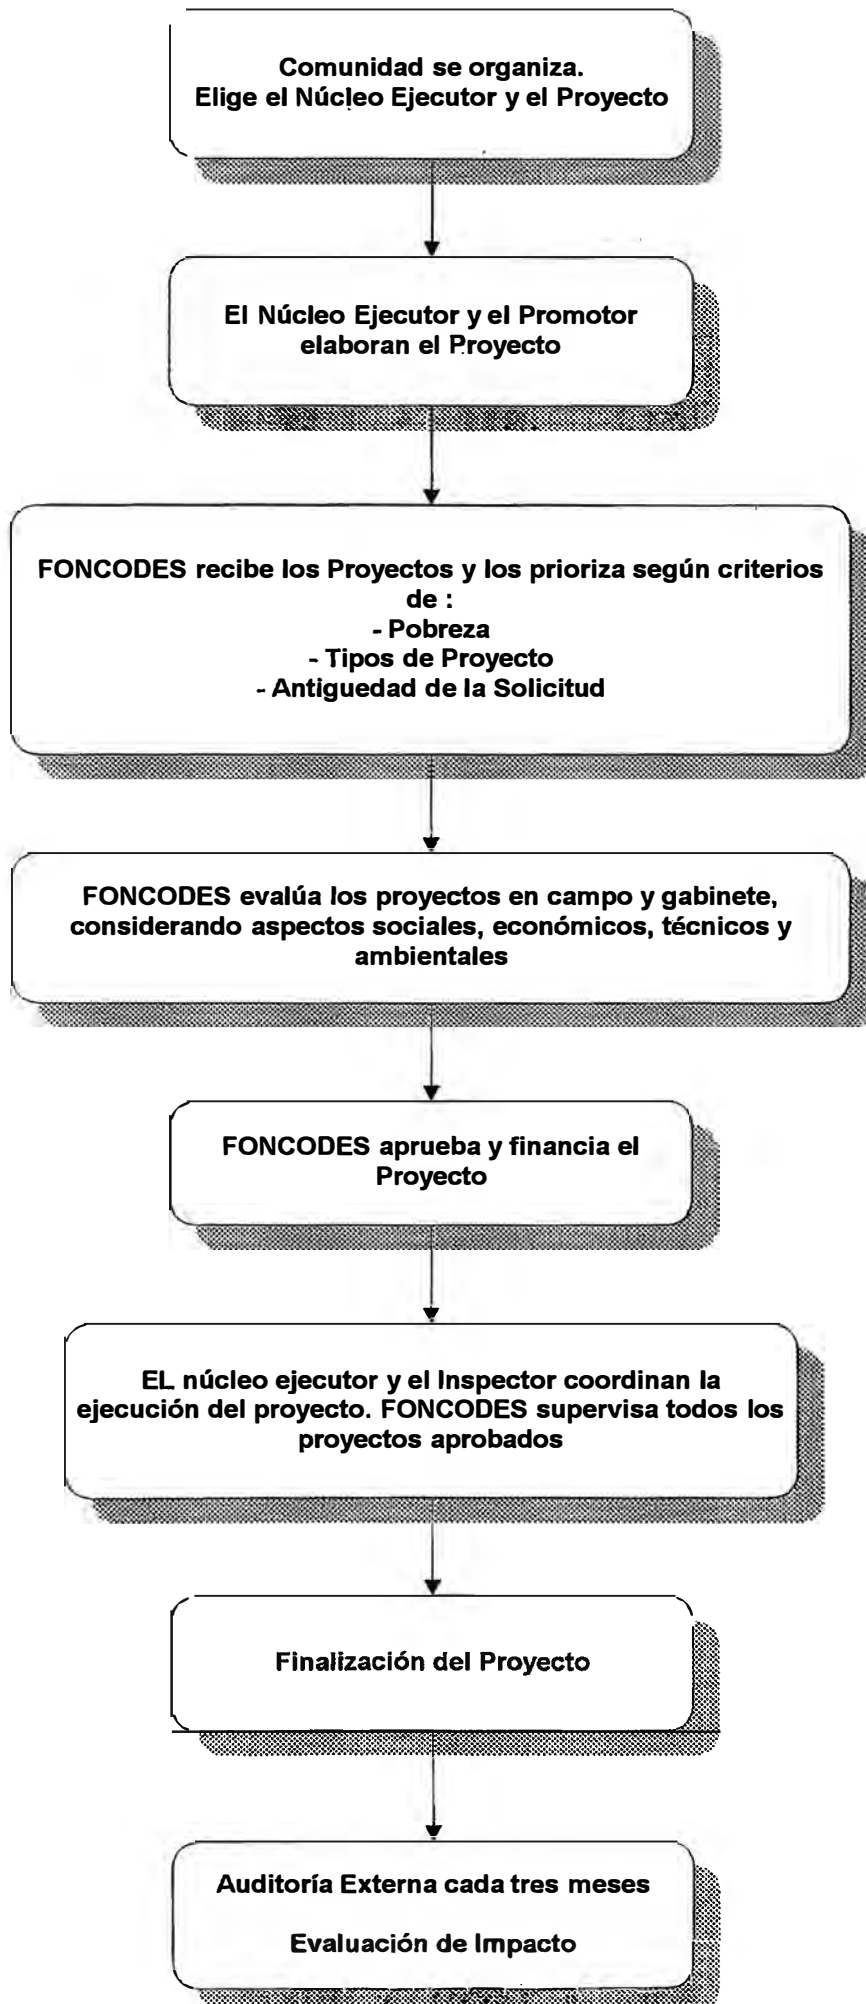 Comunidad se organiza.
Elige el Núcleo Ejecutor y el Proyecto
El Núcleo Ejecutor y el Promotor
elaboran el Proyecto
FONCODES recibe los Proyectos y los prioriza según criterios
de :
- Pobreza
- Tipos de Proyecto
- Antiguedad de la Solicitud
FONCODES evalúa los proyectos en campo y gabinete,
considerando aspectos sociales, económicos, técnicos y
ambientales
FONCODES aprueba y financia el
Proyecto
EL núcleo ejecutor y el Inspector coordinan la
ejecución del proyecto. FONCODES supervisa todos los
proyectos aprobados
Finalización del Proyecto
Auditoría Externa cada tres meses
Evaluación de Impacto